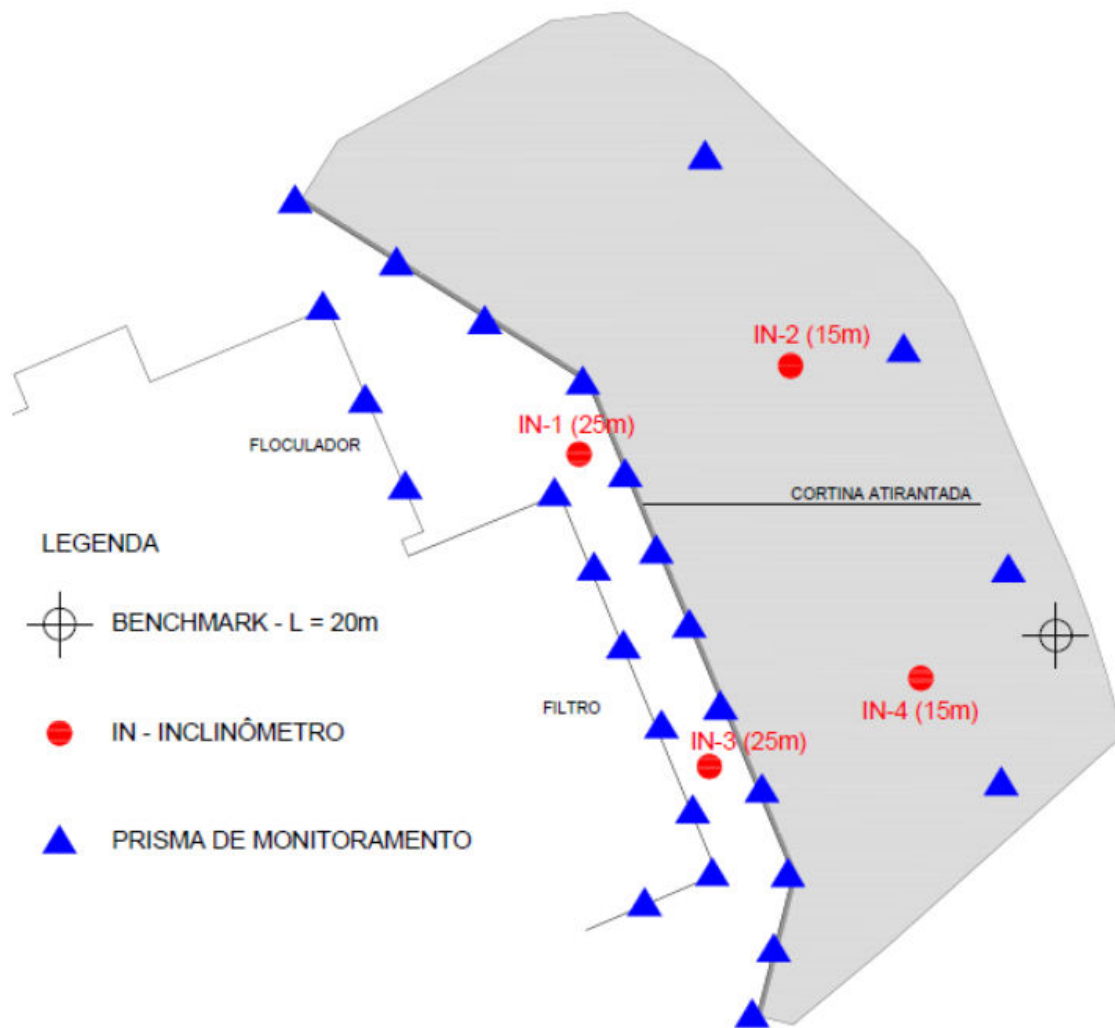 IN-2 (15m)
IN-1 (25m)
FLOCULADOR
CORTINA ATIRANTADA
LEGENDA
BENCHMARK - L = 20m
IN-4 (15m)
FILTRO
IN - INCLINÔMETRO
IN-3 (25m)
PRISMA DE MONITORAMENTO